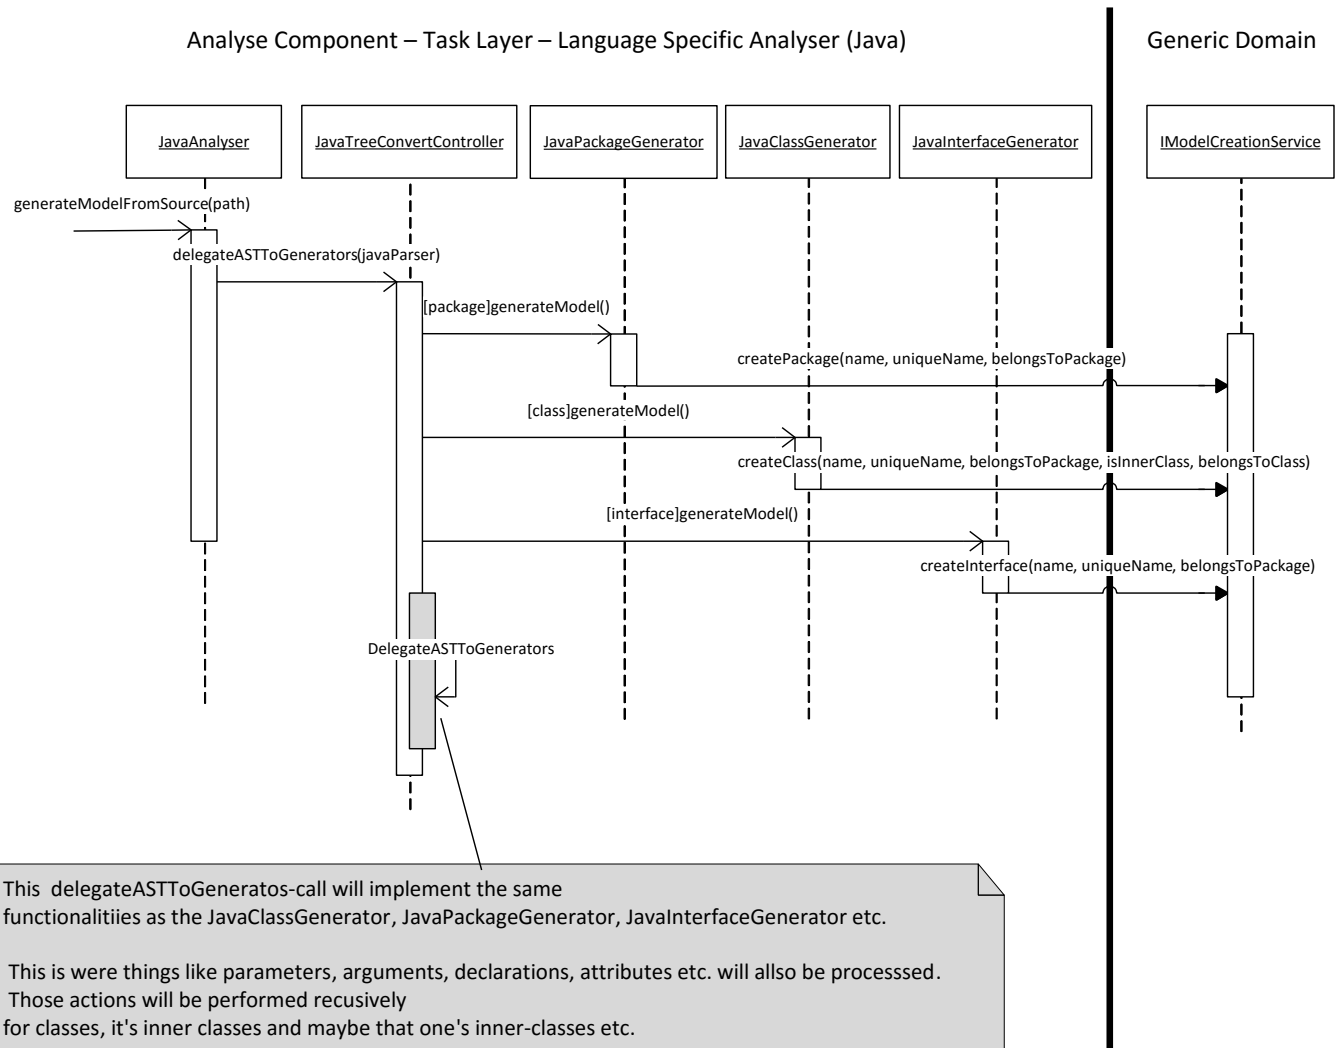 Analyse Component – Task Layer – Language Specific Analyser (Java)
Generic Domain
JavaAnalyser
JavaTreeConvertController
JavaPackageGenerator
JavaClassGenerator
JavaInterfaceGenerator
IModelCreationService
generateModelFromSource(path)
delegateASTToGenerators(javaParser)
[package]generateModel()
createPackage(name, uniqueName, belongsToPackage)
[class]generateModel()
createClass(name, uniqueName, belongsToPackage, isInnerClass, belongsToClass)
[interface]generateModel()
createInterface(name, uniqueName, belongsToPackage)
DelegateASTToGenerators
This  delegateASTToGeneratos-call will implement the same
functionalitiies as the JavaClassGenerator, JavaPackageGenerator, JavaInterfaceGenerator etc.
This is were things like parameters, arguments, declarations, attributes etc. will allso be processsed.
Those actions will be performed recusively
for classes, it's inner classes and maybe that one's inner-classes etc.